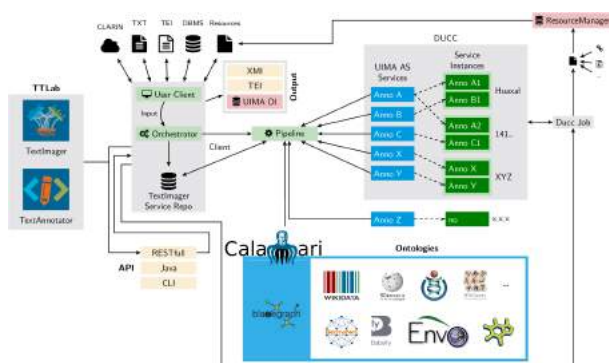 CLARIN TXT TEI DBMS Resources
ResourceManager
DUCC
UIMA AS Services
Service Instances
XMI
TEI
UIMA DI
Output
User Client
Input
Orchestrator
Client
TextImager Service Repo
Pipeline
TTLab
TextImager
TextAnnotator
API
RESTfull
Java
CLI
Anno A
Anno B
Anno C
Anno X
Anno Y
Anno Z
Anno A1
Anno B1
Anno A2
Anno C1
Anno X
Anno Y
no
Huaxal
141..
XYZ
X.X.X
Ducc Job
...
Calamari
Ontologies
blazegraph
WIKIDATA
...
Envo